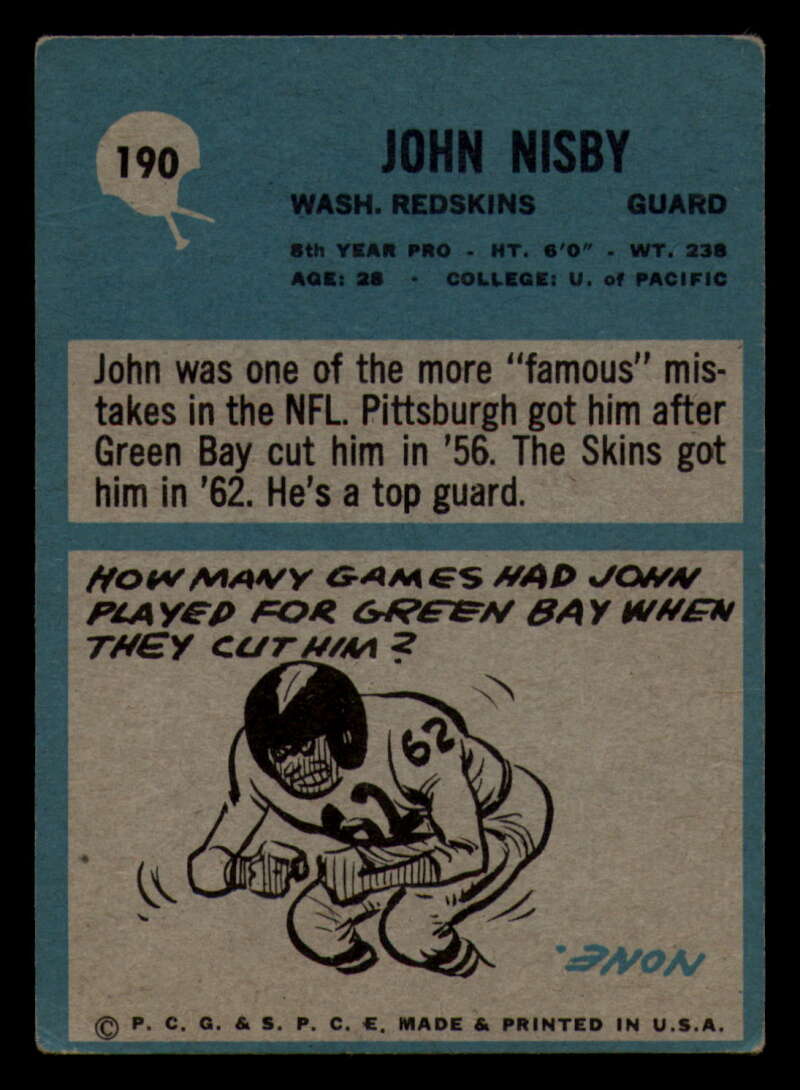 190
JOHN NISBY
WASH. REDSKINS GUARD
8th YEAR PRO - HT. 6'0" - WT. 238
AGE: 28 · COLLEGE: U. of PACIFIC
John was one of the more "famous" mis-
takes in the NFL. Pittsburgh got him after
Green Bay cut him in '56. The Skins got
him in '62. He's a top guard.
HOW MANY GAMES HAD JOHN
PLAYED FOR GREEN BAY WHEN
THEY CUT HIM?
62
62
NONE.
© P. C. G. & S. P. C. E. MADE & PRINTED IN U.S.A.